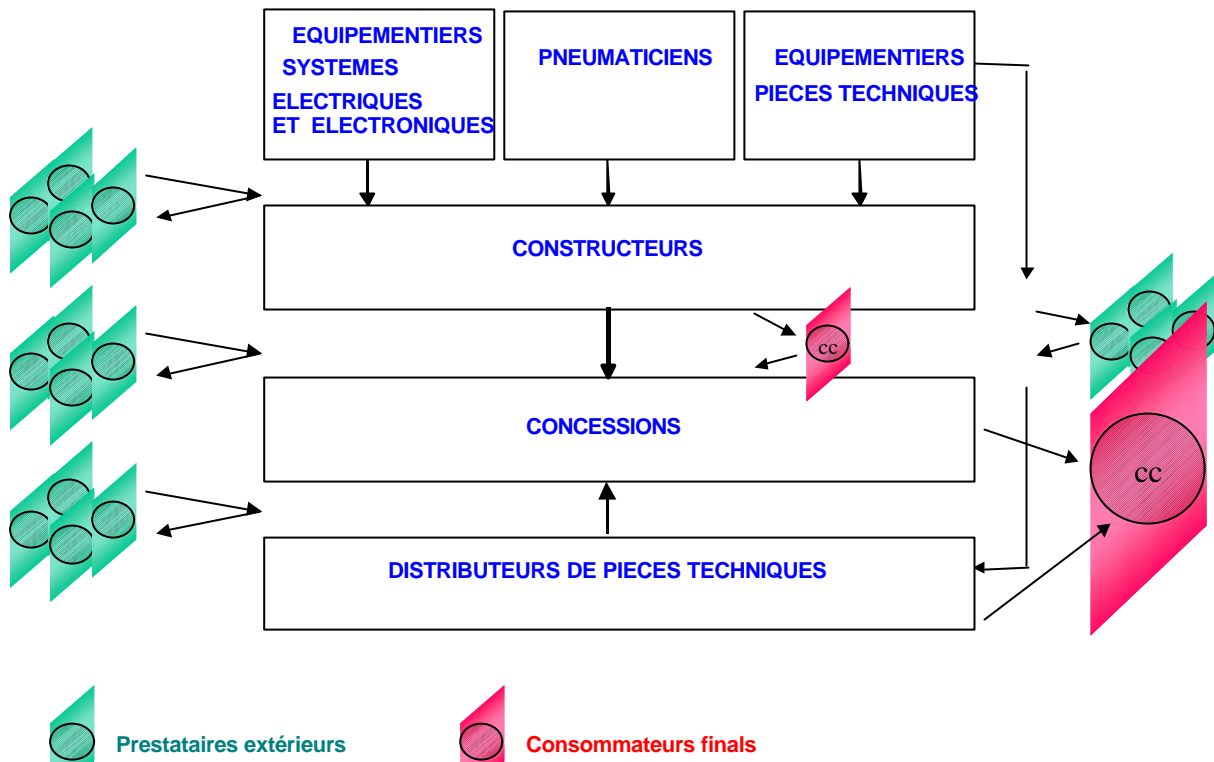 EQUIPEMENTIERS
SYSTEMES
ELECTRIQUES
ET ELECTRONIQUES
PNEUMATICIENS
EQUIPEMENTIERS
PIECES TECHNIQUES
CONSTRUCTEURS
cc
CONCESSIONS
cc
DISTRIBUTEURS DE PIECES TECHNIQUES
Prestataires extérieurs
Consommateurs finals